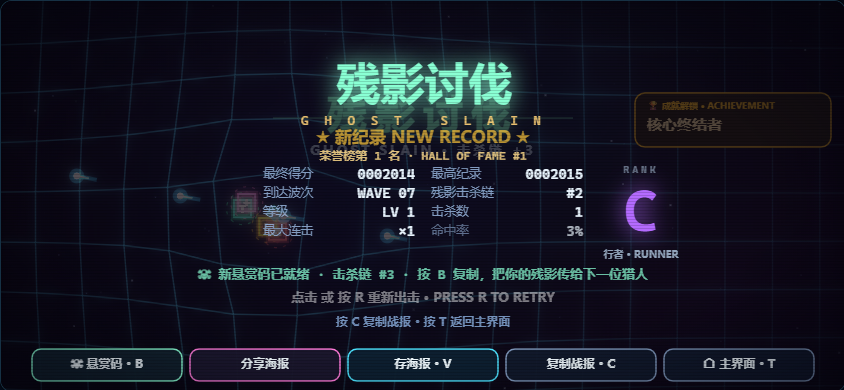 残影讨伐
GHOST SLAIN
★ 新纪录 NEW RECORD ★
荣誉榜第 1 名 · HALL OF FAME #1
成就解锁 • ACHIEVEMENT
核心终结者
最终得分 0002014 最高纪录 0002015
到达波次 WAVE 07 残影击杀链 #2
等级 LV 1 击杀数 1
最大连击 ×1 命中率 3%
RANK
C
行者 • RUNNER
新悬赏码已就绪 · 击杀链 #3 · 按 B 复制，把你的残影传给下一位猎人
点击 或 按 R 重新出击 • PRESS R TO RETRY
按 C 复制战报 • 按 T 返回主界面
悬赏码 • B
分享海报
存海报 • V
复制战报 • C
主界面 • T